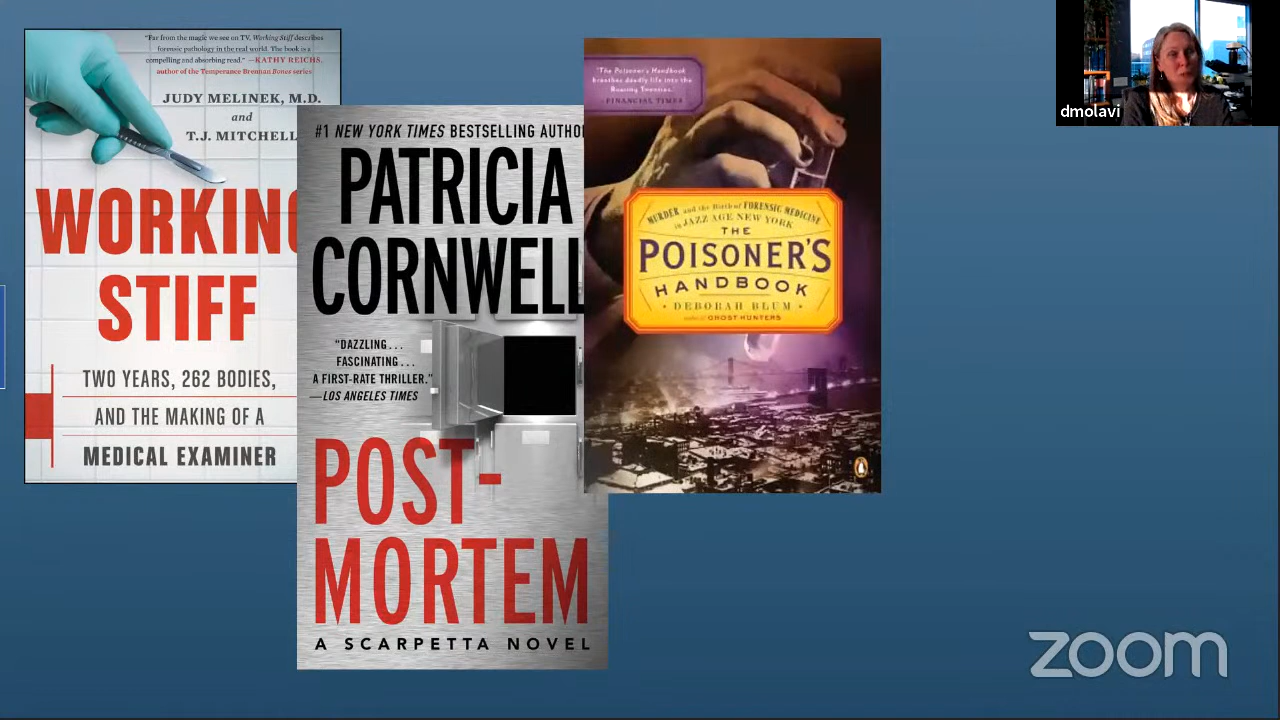 "Far from the magic we see on TV, Working Stiff describes
forensic pathology in the real world. The book is a
compelling and absorbing read." —KATHY REICHS,
author of the Temperance Brennan Bones series
JUDY MELINEK, M.D.
and
T.J. MITCHELL
WORKING
STIFF
TWO YEARS, 262 BODIES,
AND THE MAKING OF A
MEDICAL EXAMINER
#1 NEW YORK TIMES BESTSELLING AUTHO
PATRICIA
CORNWELL
"DAZZLING...
FASCINATING...
A FIRST-RATE THRILLER."
—LOS ANGELES TIMES
POST-
MORTEM
A SCARPETTA NOVEL
"The Poisoner's Handbook
breathes deadly life into the
Roaring Twenties."
-FINANCIAL TIMES
MURDER and the Birth of FORENSIC MEDICINE
in JAZZ AGE NEW YORK
THE
POISONER'S
HANDBOOK
DEBORAH BLUM
author of GHOST HUNTERS
dmolavi
zoom